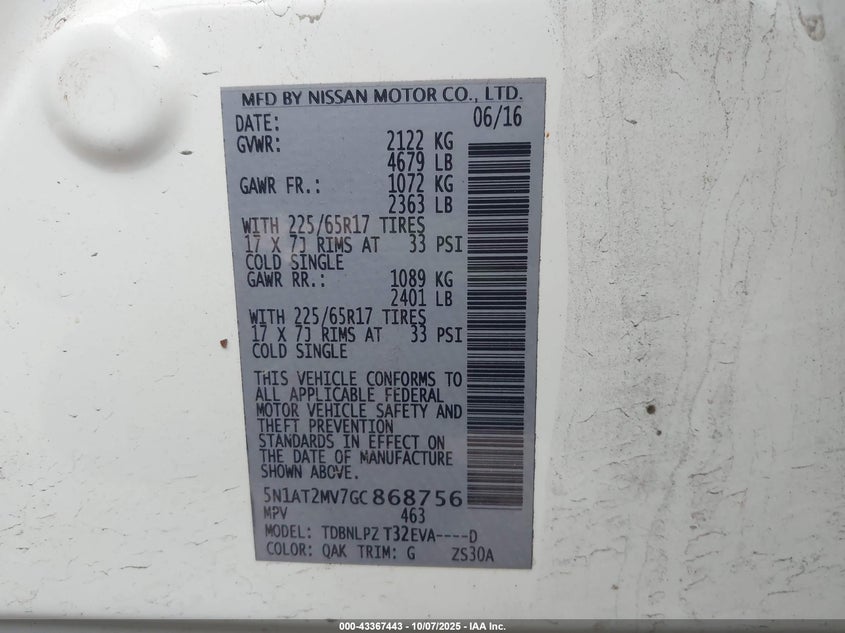 MFD BY NISSAN MOTOR CO., LTD.
DATE: 06/16
GVWR: 2122 KG
4679 LB
GAWR FR.: 1072 KG
2363 LB
WITH 225/65R17 TIRES
17 X 7J RIMS AT 33 PSI
COLD SINGLE
GAWR RR.: 1089 KG
2401 LB
WITH 225/65R17 TIRES
17 X 7J RIMS AT 33 PSI
COLD SINGLE
THIS VEHICLE CONFORMS TO
ALL APPLICABLE FEDERAL
MOTOR VEHICLE SAFETY AND
THEFT PREVENTION
STANDARDS IN EFFECT ON
THE DATE OF MANUFACTURE
SHOWN ABOVE.
5N1AT2MV7GC868756
MPV 463
MODEL: TDBNLPZ T32EVA----D
COLOR: QAK TRIM: G ZS30A
000-43367443 - 10/07/2025 - IAA Inc.